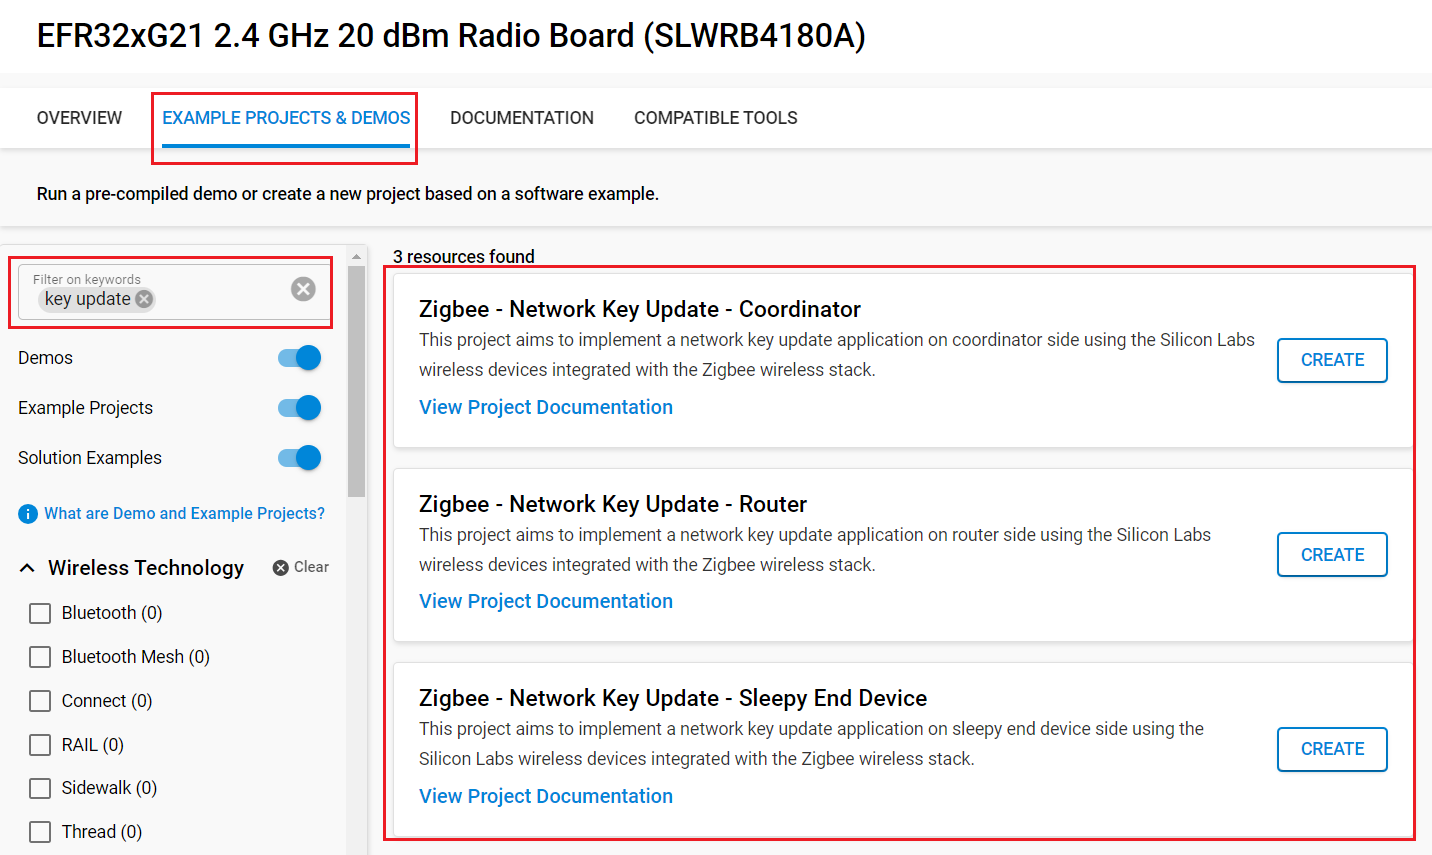 EFR32xG21 2.4 GHz 20 dBm Radio Board (SLWRB4180A)
OVERVIEW
EXAMPLE PROJECTS & DEMOS
DOCUMENTATION
COMPATIBLE TOOLS
Run a pre-compiled demo or create a new project based on a software example.
Filter on keywords
key update
Demos
Example Projects
Solution Examples
What are Demo and Example Projects?
Wireless Technology
Clear
Bluetooth (0)
Bluetooth Mesh (0)
Connect (0)
RAIL (0)
Sidewalk (0)
Thread (0)
3 resources found
Zigbee - Network Key Update - Coordinator
This project aims to implement a network key update application on coordinator side using the Silicon Labs
wireless devices integrated with the Zigbee wireless stack.
View Project Documentation
CREATE
Zigbee - Network Key Update - Router
This project aims to implement a network key update application on router side using the Silicon Labs
wireless devices integrated with the Zigbee wireless stack.
View Project Documentation
CREATE
Zigbee - Network Key Update - Sleepy End Device
This project aims to implement a network key update application on sleepy end device side using the
Silicon Labs wireless devices integrated with the Zigbee wireless stack.
View Project Documentation
CREATE